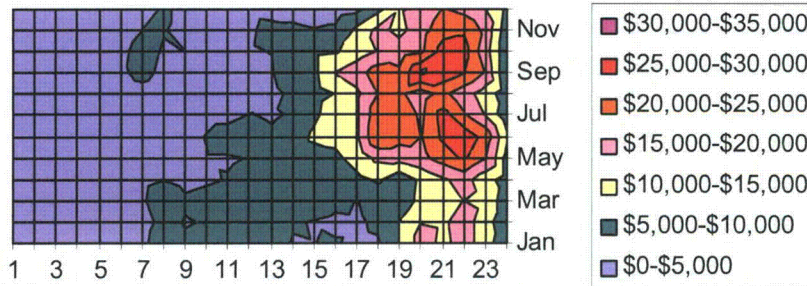 Nov
Sep
Jul
May
Mar
Jan
1 3 5 7 9 11 13 15 17 19 21 23
$30,000-$35,000
$25,000-$30,000
$20,000-$25,000
$15,000-$20,000
$10,000-$15,000
$5,000-$10,000
$0-$5,000